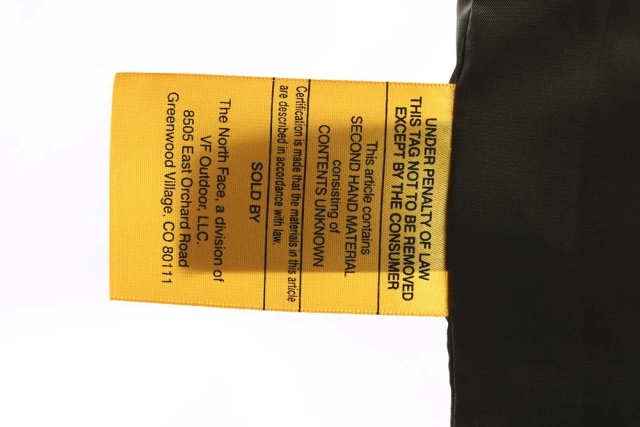 UNDER PENALTY OF LAW
THIS TAG NOT TO BE REMOVED
EXCEPT BY THE CONSUMER
This article contains
SECOND HAND MATERIAL
consisting of
CONTENTS UNKNOWN
Certification is made that the materials in this article
are described in accordance with law.
SOLD BY
The North Face, a division of
VF Outdoor, LLC.
8505 East Orchard Road
Greenwood Village, CO 80111